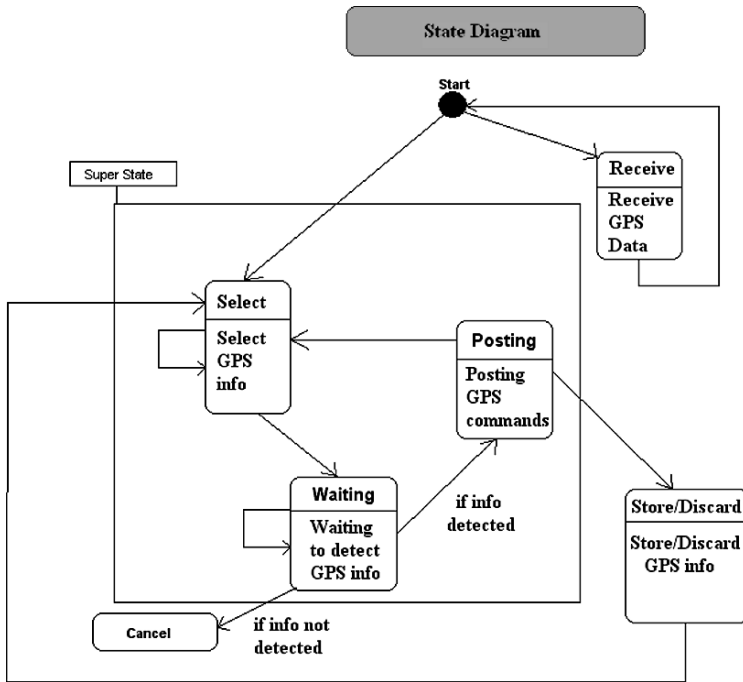 State Diagram
Start
Super State
Receive
Receive
GPS
Data
Select
Select
GPS
info
Posting
Posting
GPS
commands
Waiting
Waiting
to detect
GPS info
if info
detected
Store/Discard
Store/Discard
GPS info
Cancel
if info not
detected